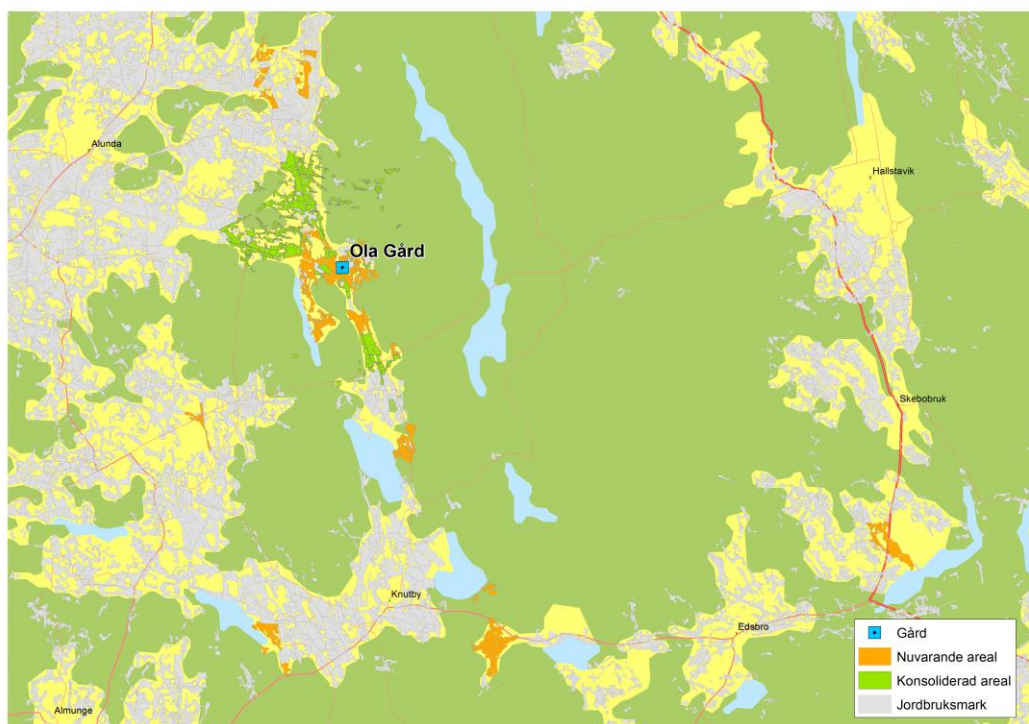 Alunda
Hallstavik
Ola Gård
Skebobruk
Knutby
Edsbro
Almunge
Gård
Nuvarande areal
Konsoliderad areal
Jordbruksmark